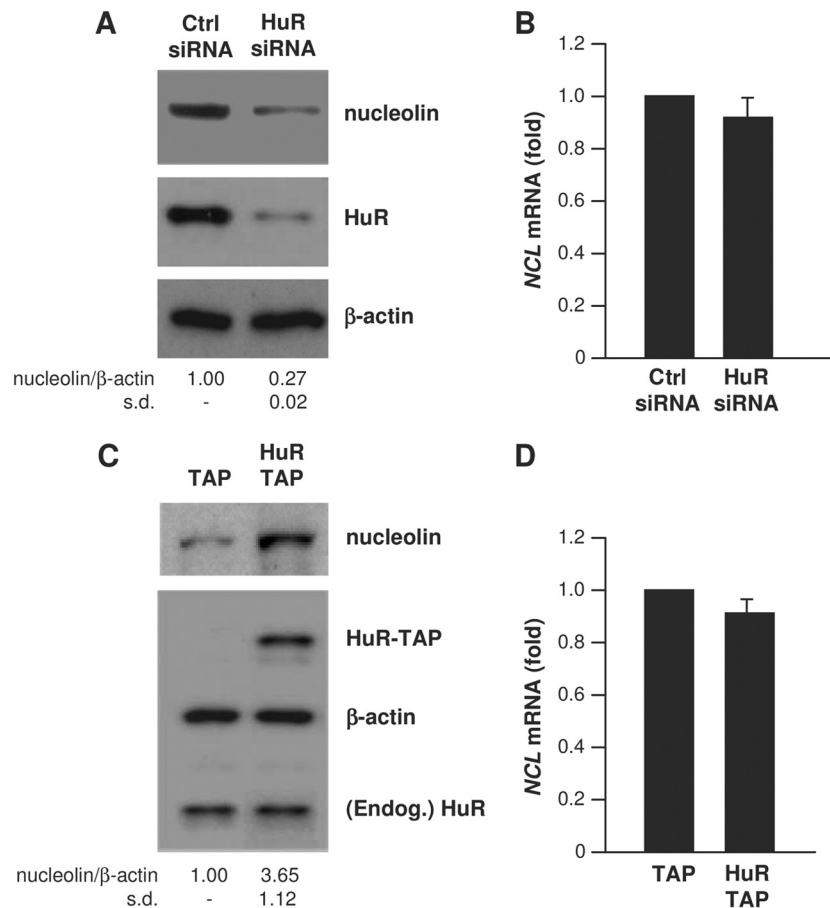 A
Ctrl siRNA
HuR siRNA
nucleolin
HuR
β-actin
nucleolin/β-actin 1.00 0.27
s.d. - 0.02
B
1.2
1.0
0.8
0.6
0.4
0.2
0
NCL mRNA (fold)
Ctrl siRNA
HuR siRNA
C
TAP
HuR TAP
nucleolin
HuR-TAP
β-actin
(Endog.) HuR
nucleolin/β-actin 1.00 3.65
s.d. - 1.12
D
1.2
1.0
0.8
0.6
0.4
0.2
0
NCL mRNA (fold)
TAP
HuR TAP